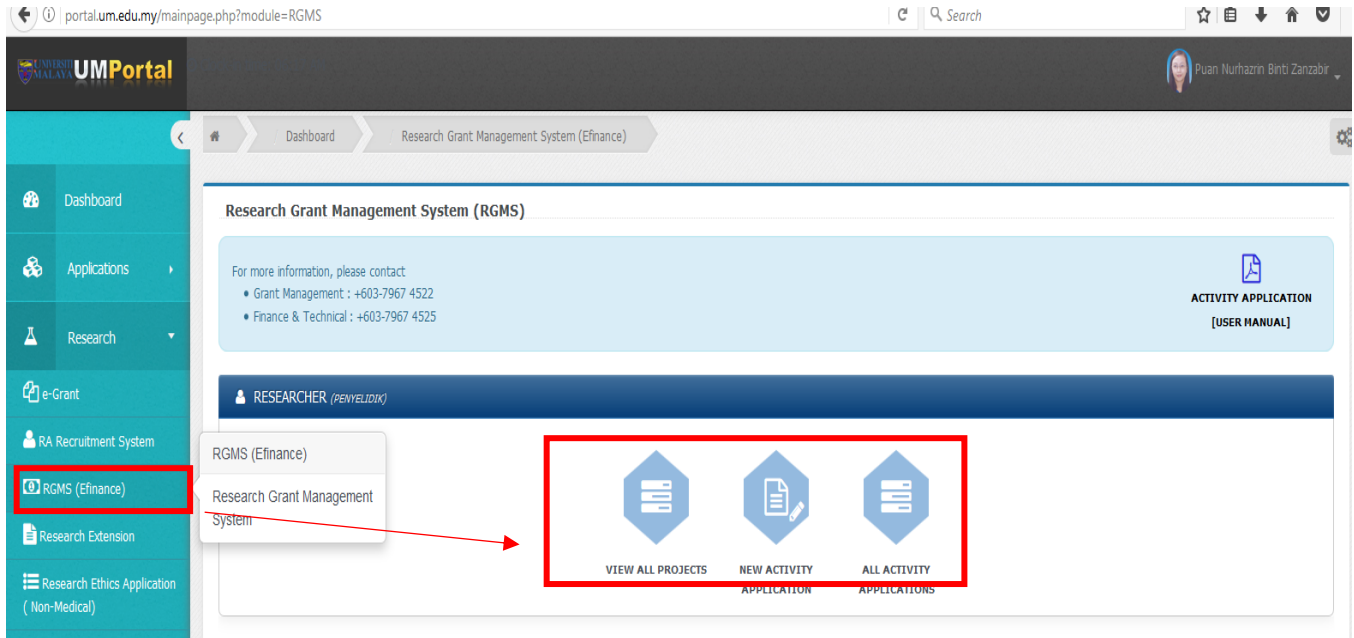 portal.um.edu.my/mainpage.php?module=RGMS
Search
UNIVERSITI
MALAYA
UMPortal
Puan Nurhazrin Binti Zanzabir
Dashboard
Research Grant Management System (Efinance)
Dashboard
Applications
Research
e-Grant
RA Recruitment System
RGMS (Efinance)
Research Extension
Research Ethics Application
( Non-Medical)
RGMS (Efinance)
Research Grant Management
System
Research Grant Management System (RGMS)
For more information, please contact
• Grant Management : +603-7967 4522
• Finance & Technical : +603-7967 4525
ACTIVITY APPLICATION
[USER MANUAL]
RESEARCHER (PENYELIDIK)
VIEW ALL PROJECTS
NEW ACTIVITY
APPLICATION
ALL ACTIVITY
APPLICATIONS